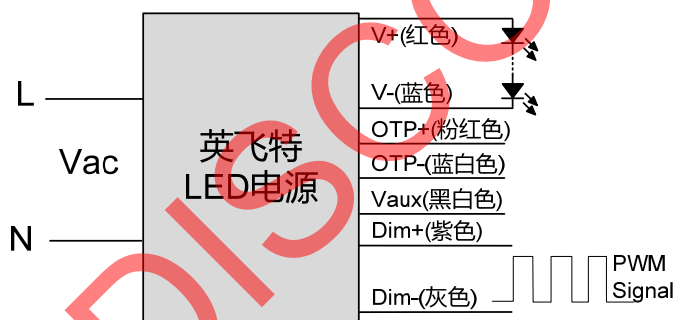 V+(红色)
L
V-(蓝色)
OTP+(粉红色)
英飞特
Vac
OTP-(蓝白色)
LED电源
Vaux(黑白色)
N
Dim+(紫色)
PWM
Signal
Dim-(灰色)
DISCO